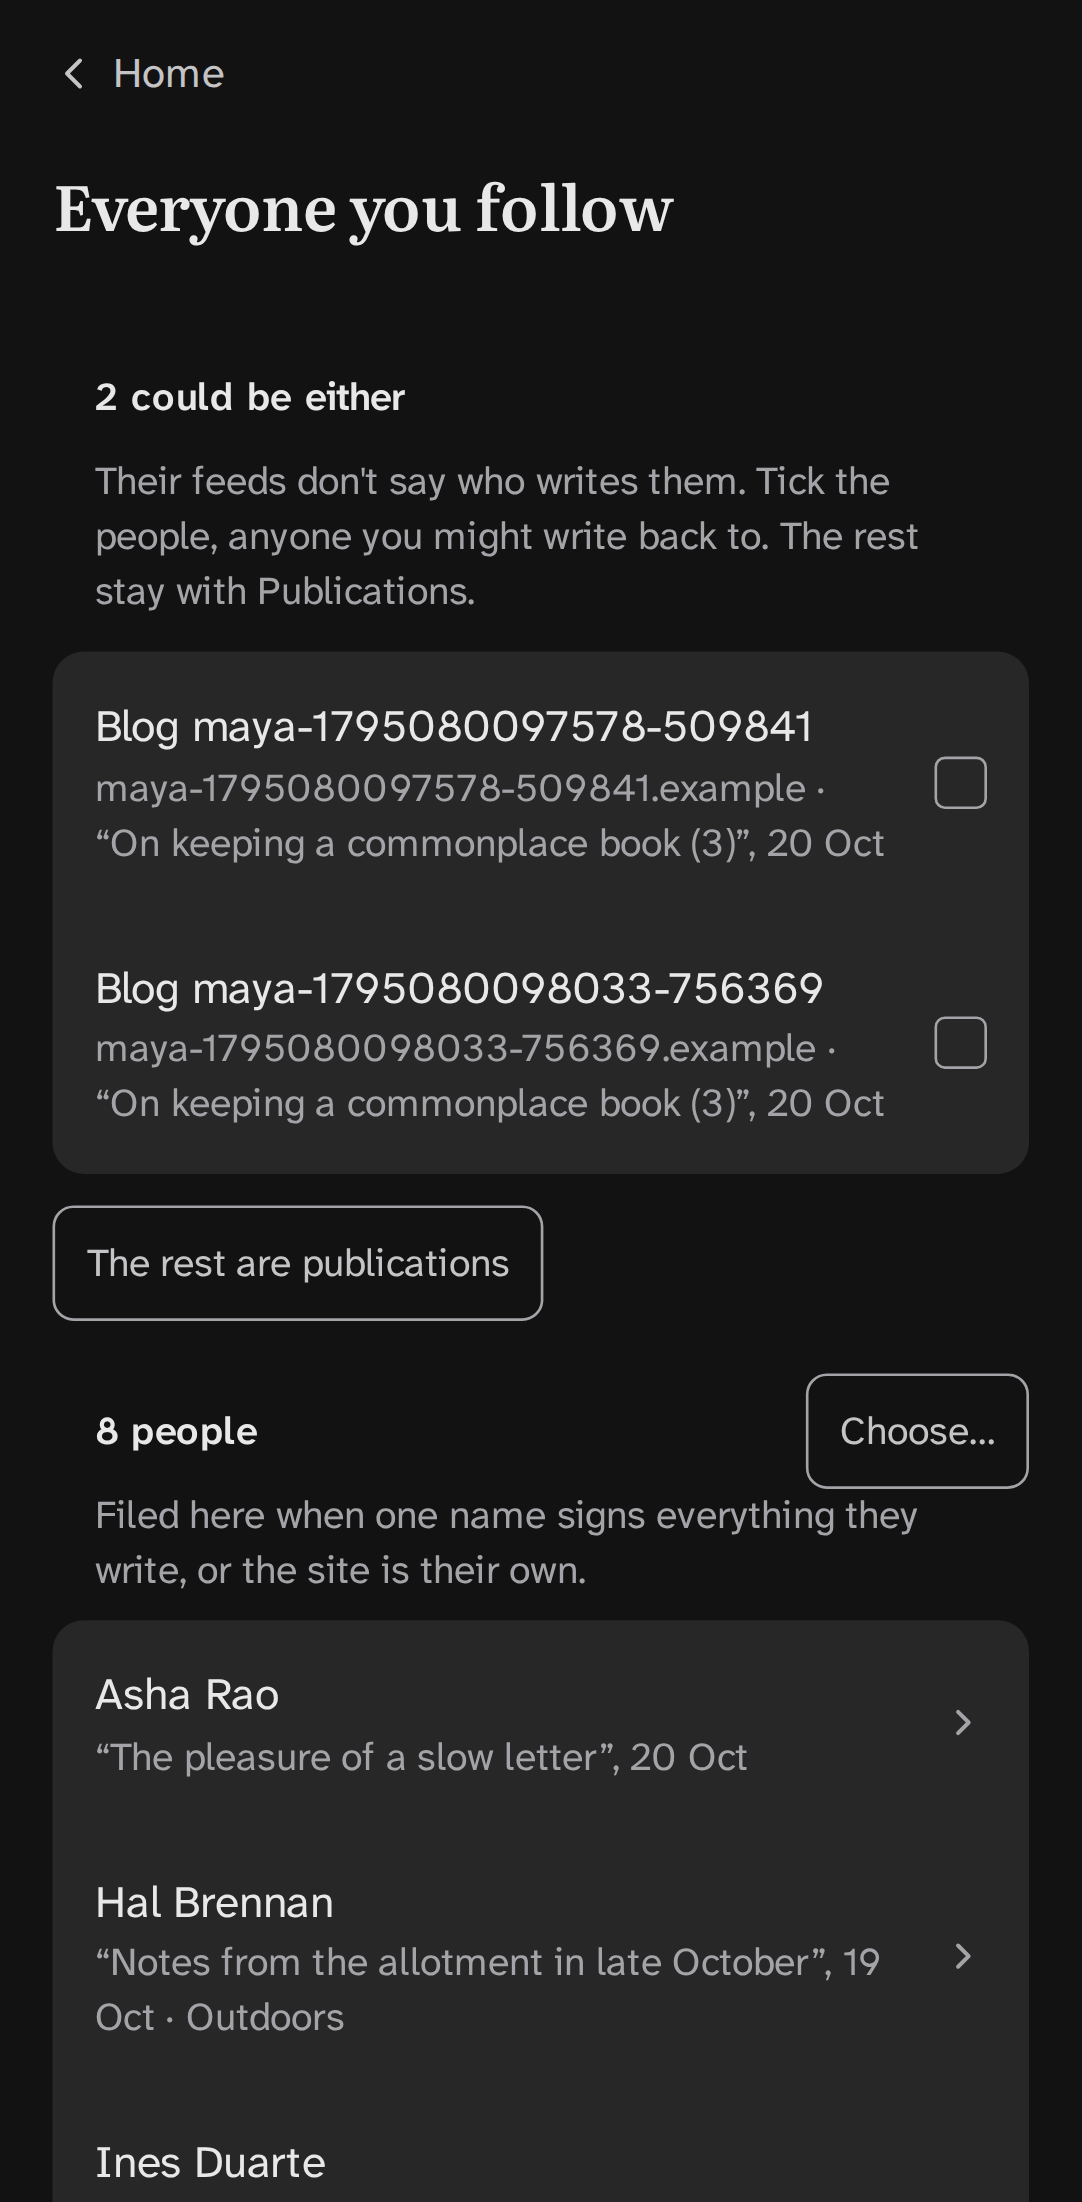 Home
Everyone you follow
2 could be either
Their feeds don't say who writes them. Tick the
people, anyone you might write back to. The rest
stay with Publications.
Blog maya-1795080097578-509841
maya-1795080097578-509841.example ·
“On keeping a commonplace book (3)”, 20 Oct
Blog maya-1795080098033-756369
maya-1795080098033-756369.example ·
“On keeping a commonplace book (3)”, 20 Oct
The rest are publications
8 people
Choose...
Filed here when one name signs everything they
write, or the site is their own.
Asha Rao
“The pleasure of a slow letter”, 20 Oct
Hal Brennan
“Notes from the allotment in late October”, 19
Oct · Outdoors
Ines Duarte